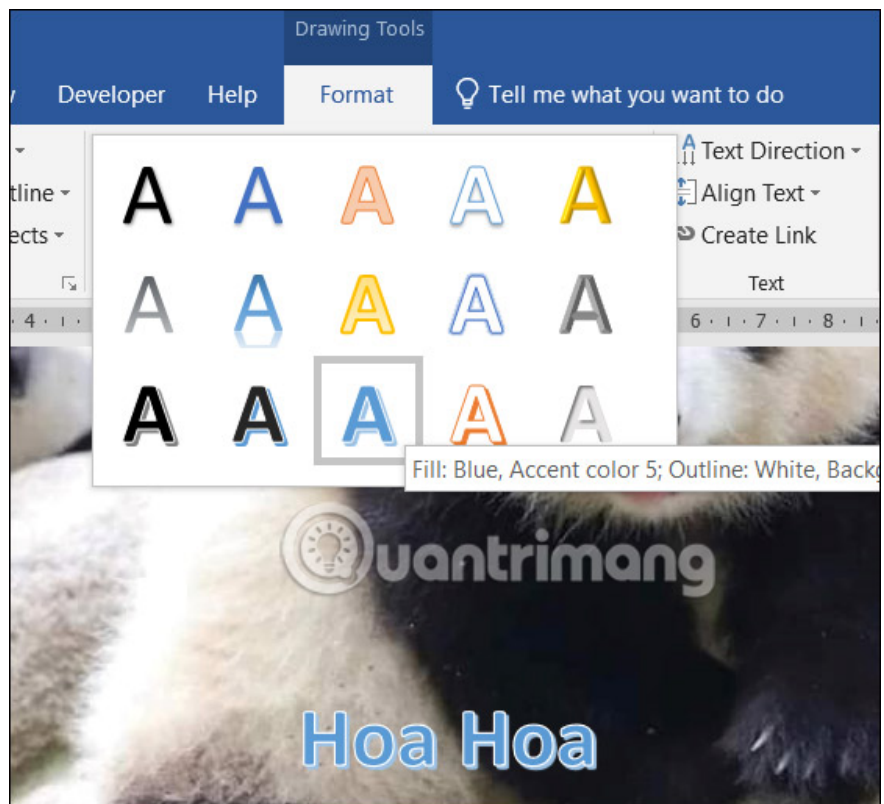 Drawing Tools
Developer Help Format Tell me what you want to do
tline
ects
Text Direction
Align Text
Create Link
Text
A A A A A
A A A A A
A A A A A
4 6 7 8
Fill: Blue, Accent color 5; Outline: White, Backg
Quantrimang
Hoa Hoa